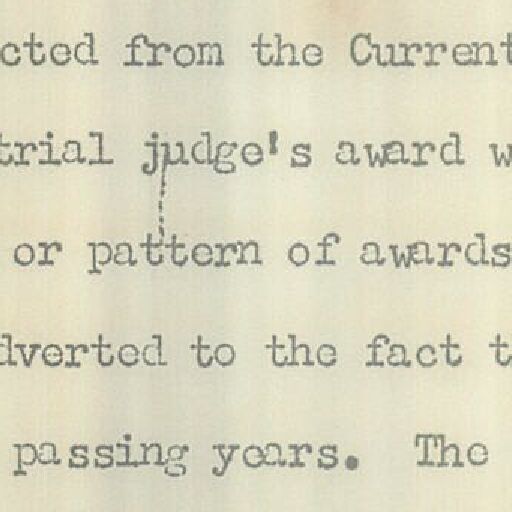 cted from the Current
trial judge's award w
or pattern of awards
dverted to the fact t
passing years. The